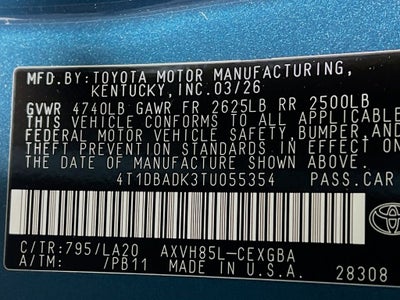 MFD.BY:TOYOTA MOTOR MANUFACTURING,
KENTUCKY,INC.03/26
GVWR 4740LB GAWR FR 2625LB RR 2500LB
THIS VEHICLE CONFORMS TO ALL APPLICABLE
FEDERAL MOTOR VEHICLE SAFETY,BUMPER,AND
THEFT PREVENTION STANDARDS IN EFFECT ON
THE DATE OF MANUFACTURE SHOWN ABOVE.
4T1DBADK3TU055354 PASS.CAR
C/TR:795/LA20 AXVH85L-CEXGBA
A/TM: /PB11 MADE IN U.S.A. 28308
TOYOTA